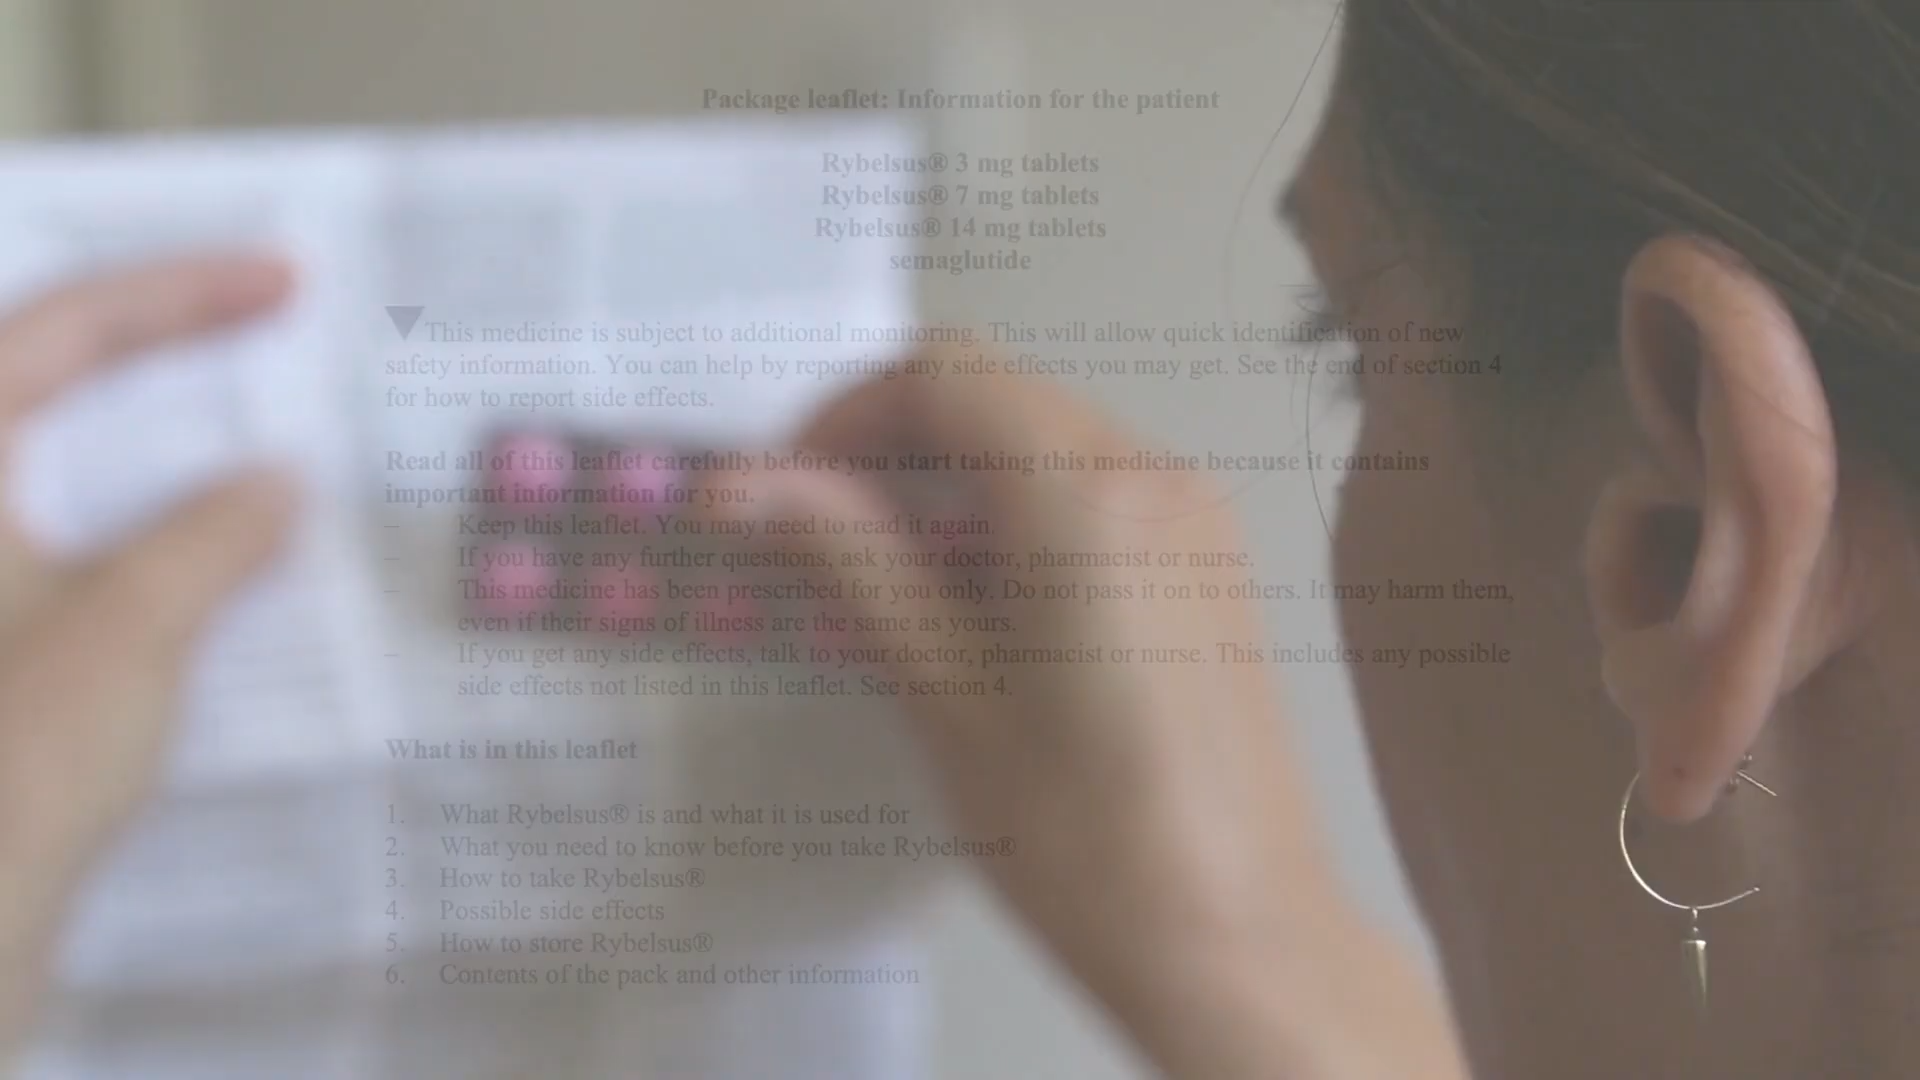 Package leaflet: Information for the patient
Rybelsus® 3 mg tablets
Rybelsus® 7 mg tablets
Rybelsus® 14 mg tablets
semaglutide
▼This medicine is subject to additional monitoring. This will allow quick identification of new
safety information. You can help by reporting any side effects you may get. See the end of section 4
for how to report side effects.
Read all of this leaflet carefully before you start taking this medicine because it contains
important information for you.
– Keep this leaflet. You may need to read it again.
– If you have any further questions, ask your doctor, pharmacist or nurse.
– This medicine has been prescribed for you only. Do not pass it on to others. It may harm them,
even if their signs of illness are the same as yours.
– If you get any side effects, talk to your doctor, pharmacist or nurse. This includes any possible
side effects not listed in this leaflet. See section 4.
What is in this leaflet
1. What Rybelsus® is and what it is used for
2. What you need to know before you take Rybelsus®
3. How to take Rybelsus®
4. Possible side effects
5. How to store Rybelsus®
6. Contents of the pack and other information